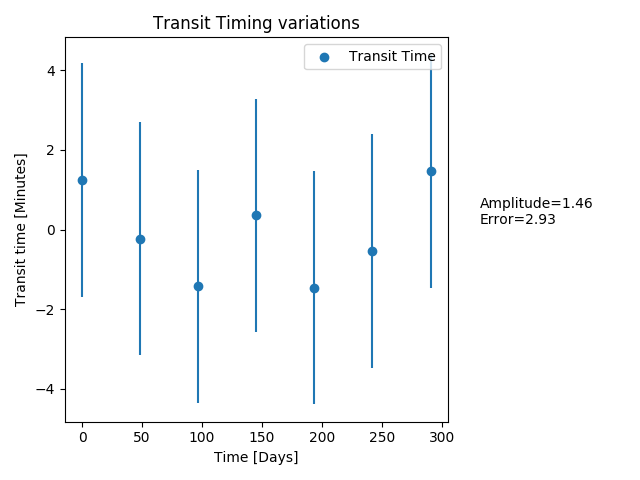 Transit Timing variations
Transit Time
4
2
0
−2
−4
Transit time [Minutes]
0
50
100
150
200
250
300
Time [Days]
Amplitude=1.46
Error=2.93